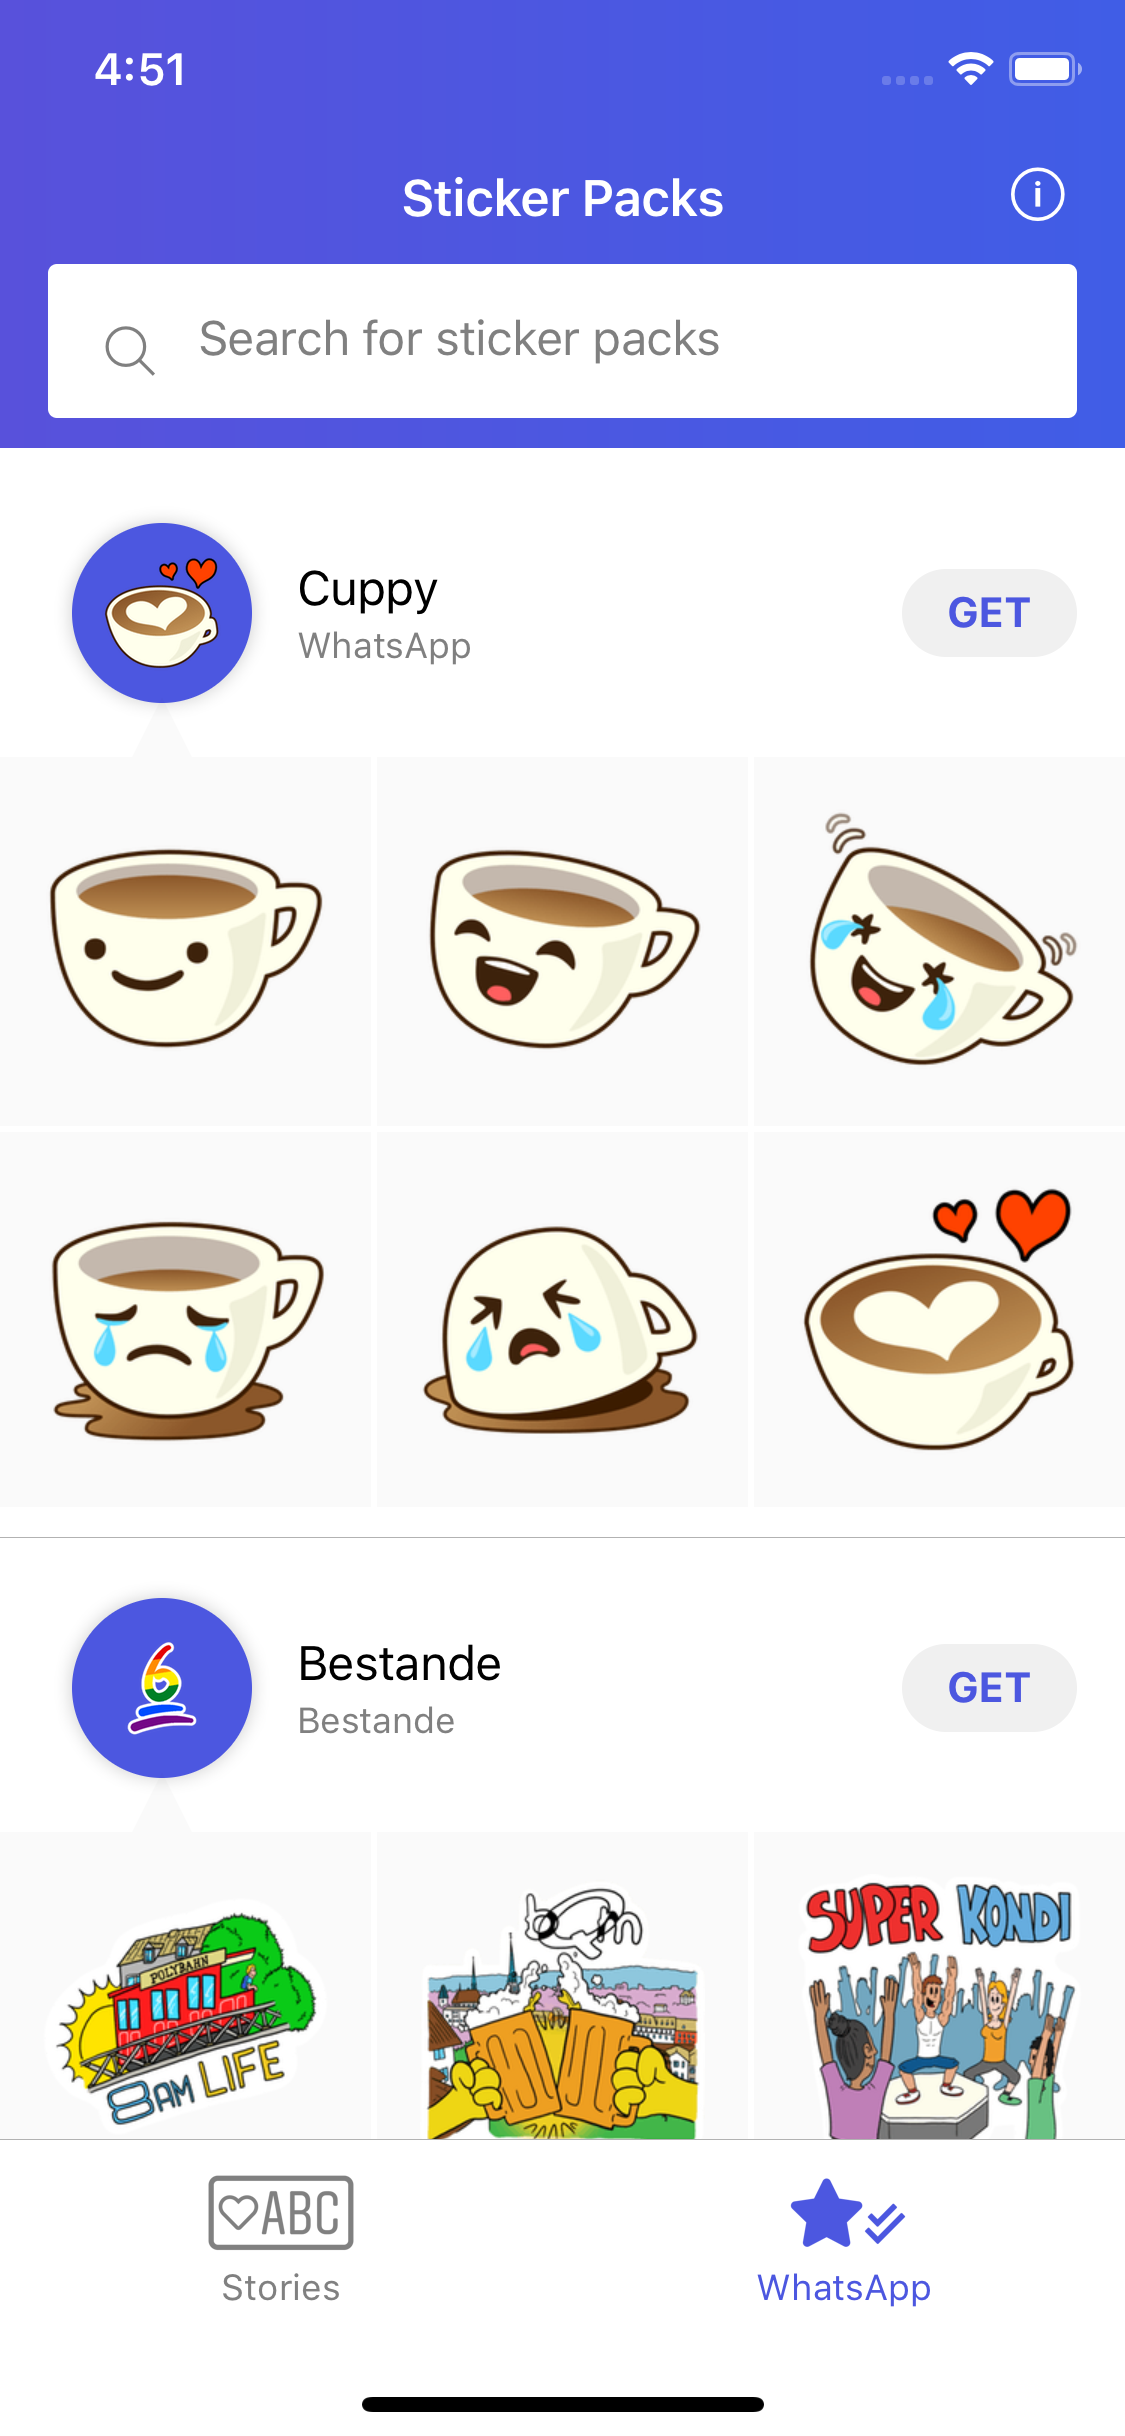 4:51
Sticker Packs
Search for sticker packs
Cuppy
WhatsApp
GET
Bestande
Bestande
GET
POLYBAHN
8AM LIFE
SUPER KONDI
ABC
Stories
WhatsApp